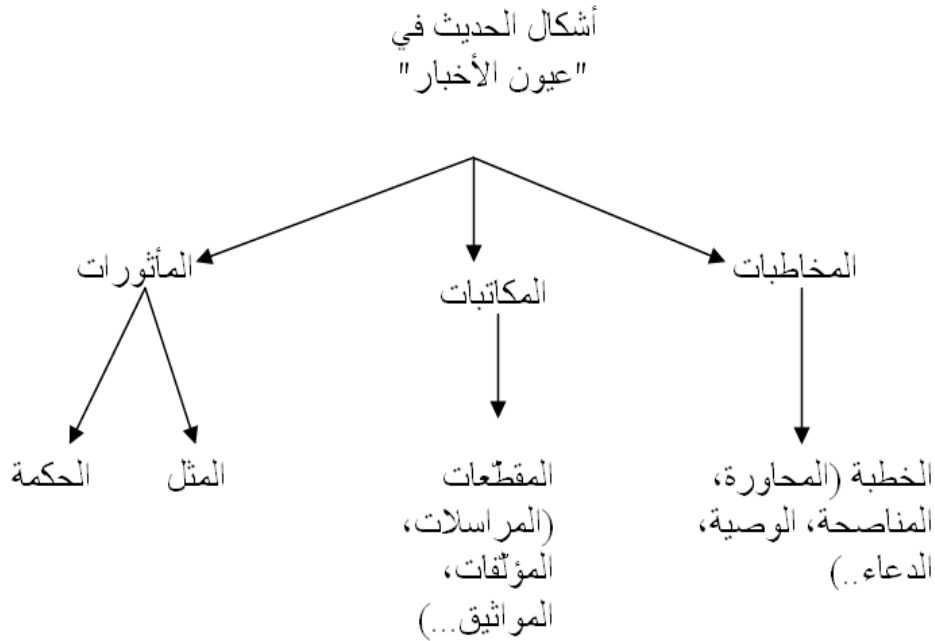 أشكال الحديث في
"عيون الأخبار"
المخاطبات
المكاتبات
المأثورات
الخطبة (المحاورة،
المناصحة، الوصية،
الدعاء..)
المقطّعات
(المراسلات،
المؤلّفات،
المواثيق...)
المثل
الحكمة